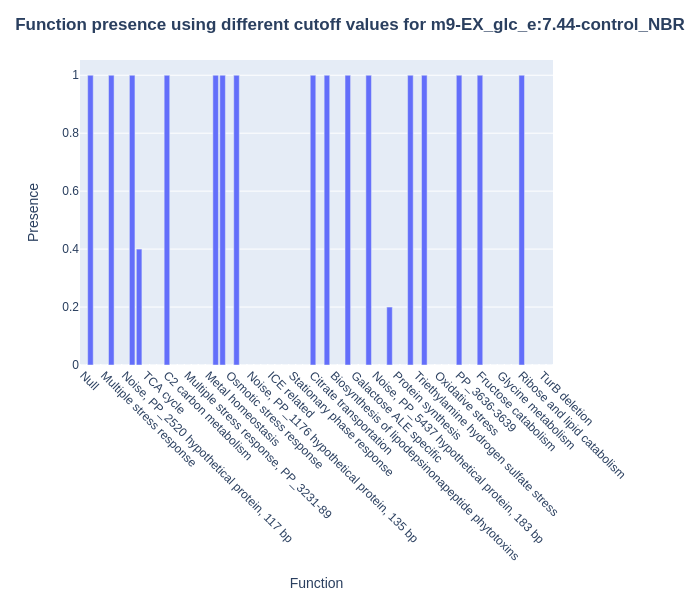 Function presence using different cutoff values for m9-EX_glc_e:7.44-control_NBR
1
0.8
0.6
0.4
0.2
0
Presence
Null
Multiple stress response
Noise, PP_2520 hypothetical protein, 117 bp
TCA cycle
C2 carbon metabolism
Multiple stress response, PP_3231-89
Metal homeostasis
Osmotic stress response
Noise, PP_1176 hypothetical protein, 135 bp
ICE related
Stationary phase response
Citrate transportation
Biosynthesis of lipodepsinonapeptide phytotoxins
Galactose ALE specific
Noise, PP_5437 hypothetical protein, 183 bp
Protein synthesis
Triethylamine hydrogen sulfate stress
Oxidative stress
PP_3636-3639
Fructose catabolism
Glycine metabolism
Ribose and lipid catabolism
TurB deletion
Function